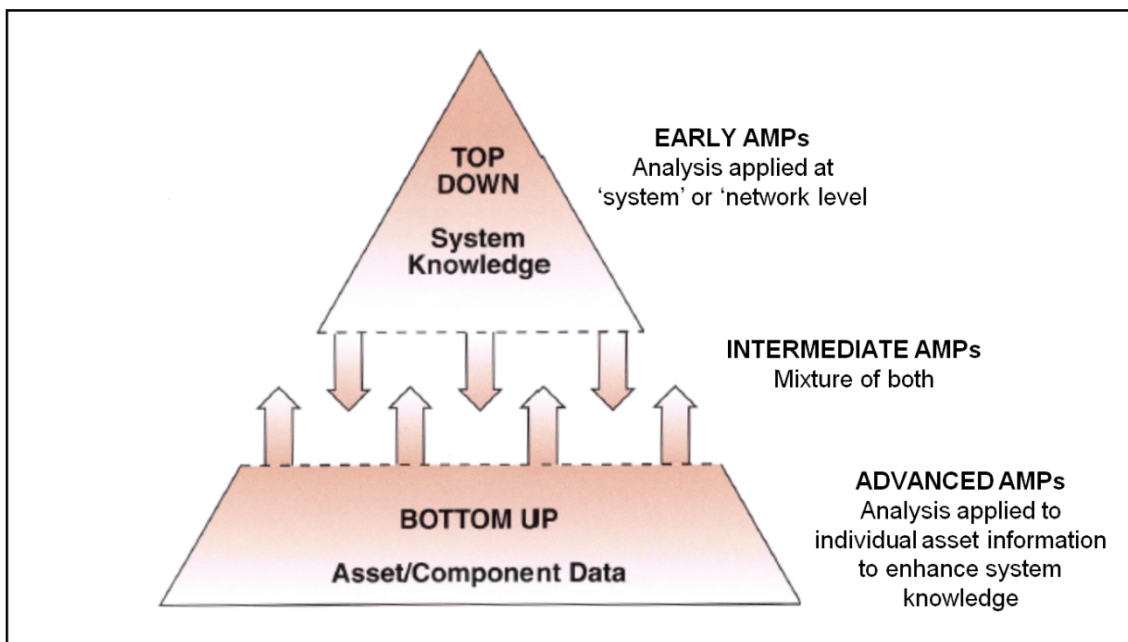 TOP
DOWN
System
Knowledge
EARLY AMPs
Analysis applied at
‘system’ or ‘network level
INTERMEDIATE AMPs
Mixture of both
BOTTOM UP
Asset/Component Data
ADVANCED AMPs
Analysis applied to
individual asset information
to enhance system
knowledge